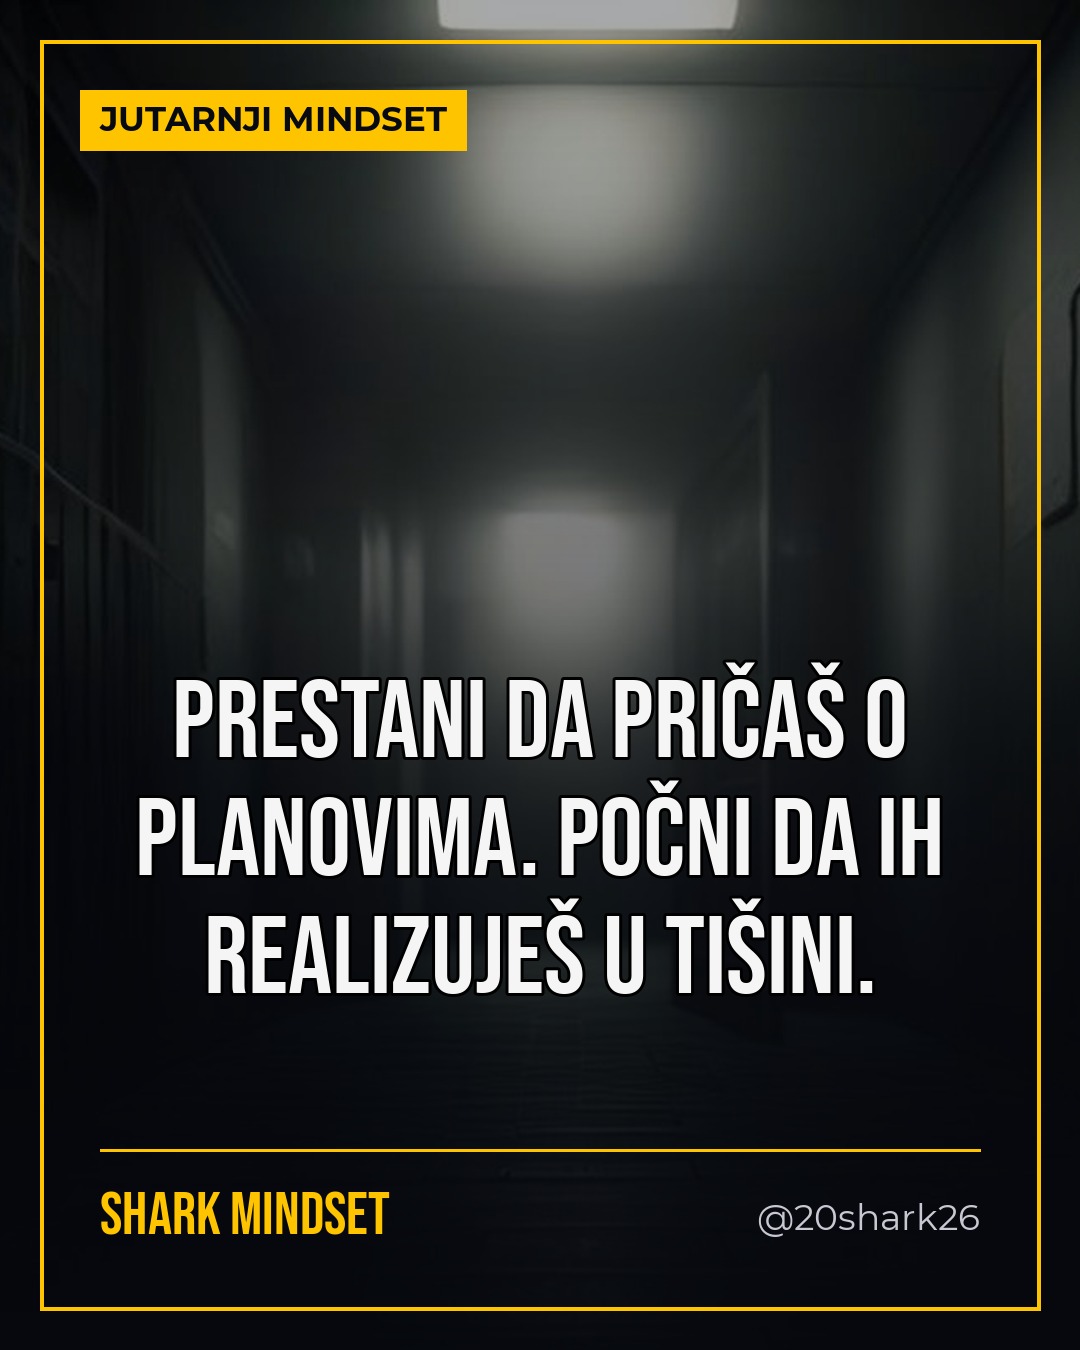 JUTARNJI MINDSET
PRESTANI DA PRIČAŠ O
PLANOVIMA. POČNI DA IH
REALIZUJEŠ U TIŠINI.
SHARK MINDSET
@20shark26